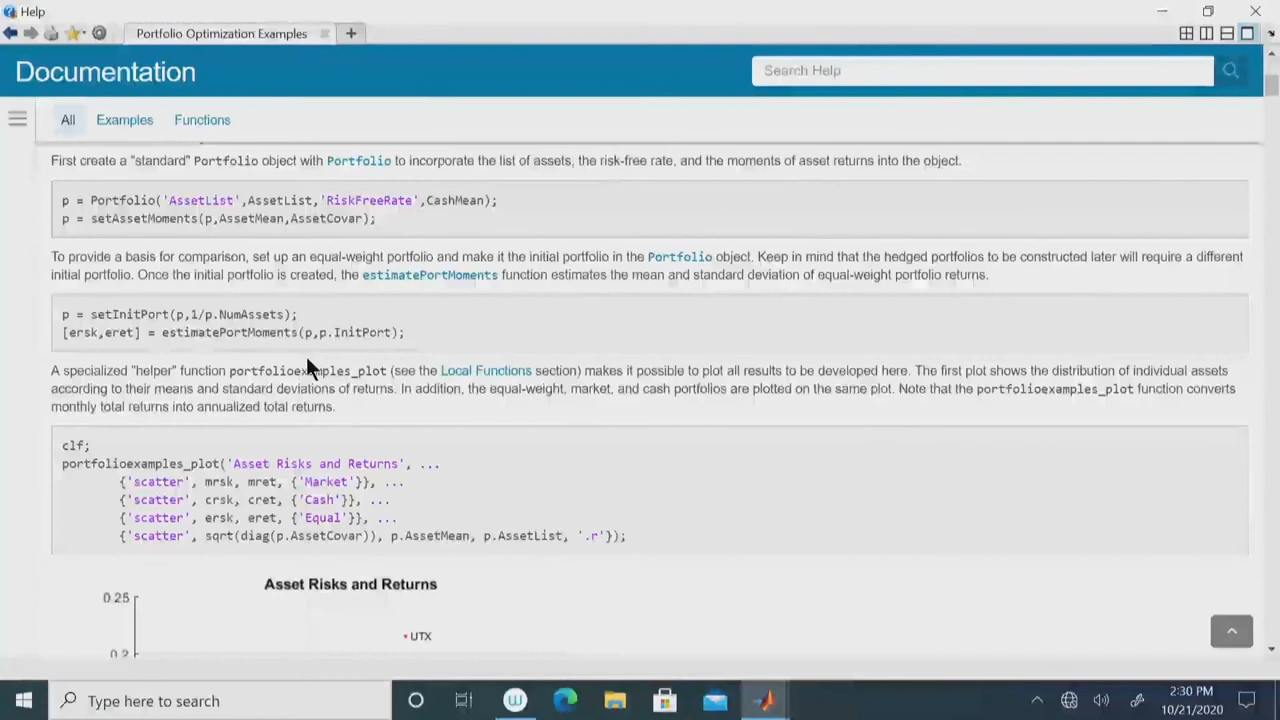 Help
Portfolio Optimization Examples
Documentation
Search Help
All Examples Functions
First create a "standard" Portfolio object with Portfolio to incorporate the list of assets, the risk-free rate, and the moments of asset returns into the object.
p = Portfolio('AssetList',AssetList,'RiskFreeRate',CashMean);
p = setAssetMoments(p,AssetMean,AssetCovar);
To provide a basis for comparison, set up an equal-weight portfolio and make it the initial portfolio in the Portfolio object. Keep in mind that the hedged portfolios to be constructed later will require a different
initial portfolio. Once the initial portfolio is created, the estimatePortMoments function estimates the mean and standard deviation of equal-weight portfolio returns.
p = setInitPort(p,1/p.NumAssets);
[ersk,eret] = estimatePortMoments(p,p.InitPort);
A specialized "helper" function portfolioexamples_plot (see the Local Functions section) makes it possible to plot all results to be developed here. The first plot shows the distribution of individual assets
according to their means and standard deviations of returns. In addition, the equal-weight, market, and cash portfolios are plotted on the same plot. Note that the portfolioexamples_plot function converts
monthly total returns into annualized total returns.
clf;
portfolioexamples_plot('Asset Risks and Returns', ...
{'scatter', mrsk, mret, {'Market'}}, ...
{'scatter', crsk, cret, {'Cash'}}, ...
{'scatter', ersk, eret, {'Equal'}}, ...
{'scatter', sqrt(diag(p.AssetCovar)), p.AssetMean, p.AssetList, '.r'});
Asset Risks and Returns
0.25
UTX
0.2
Type here to search
2:30 PM
10/21/2020